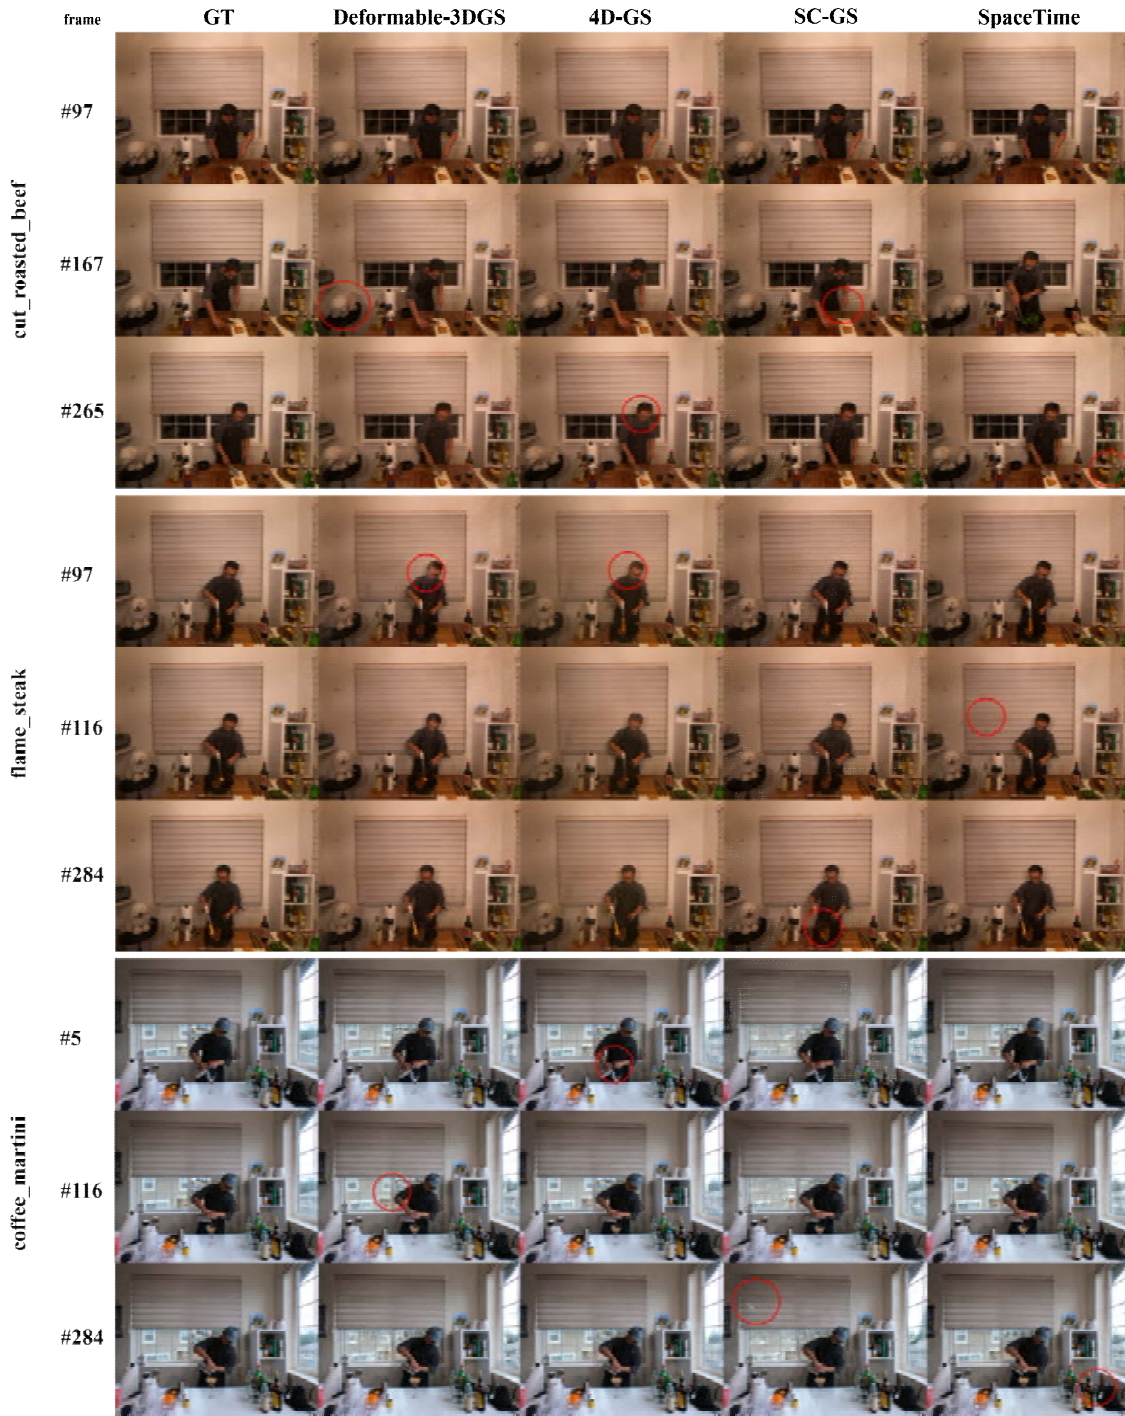 frame GT Deformable-3DGS 4D-GS SC-GS SpaceTime
cut_roasted_beef
#97
#167
#265
flame_steak
#97
#116
#284
coffee_martini
#5
#116
#284